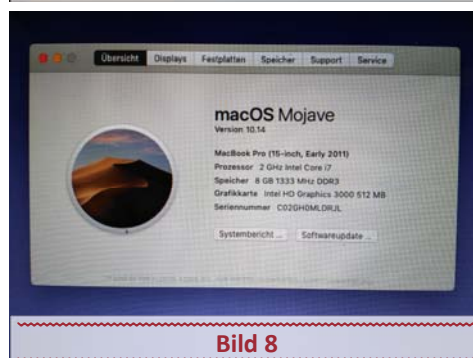 Übersicht Displays Festplatten Speicher Support Service
macOS Mojave
Version 10.14
MacBook Pro (15-inch, Early 2011)
Prozessor 2 GHz Intel Core i7
Speicher 8 GB 1333 MHz DDR3
Grafikkarte Intel HD Graphics 3000 512 MB
Seriennummer C02GH0MLDRJL
Systembericht ... Softwareupdate ...
Bild 8